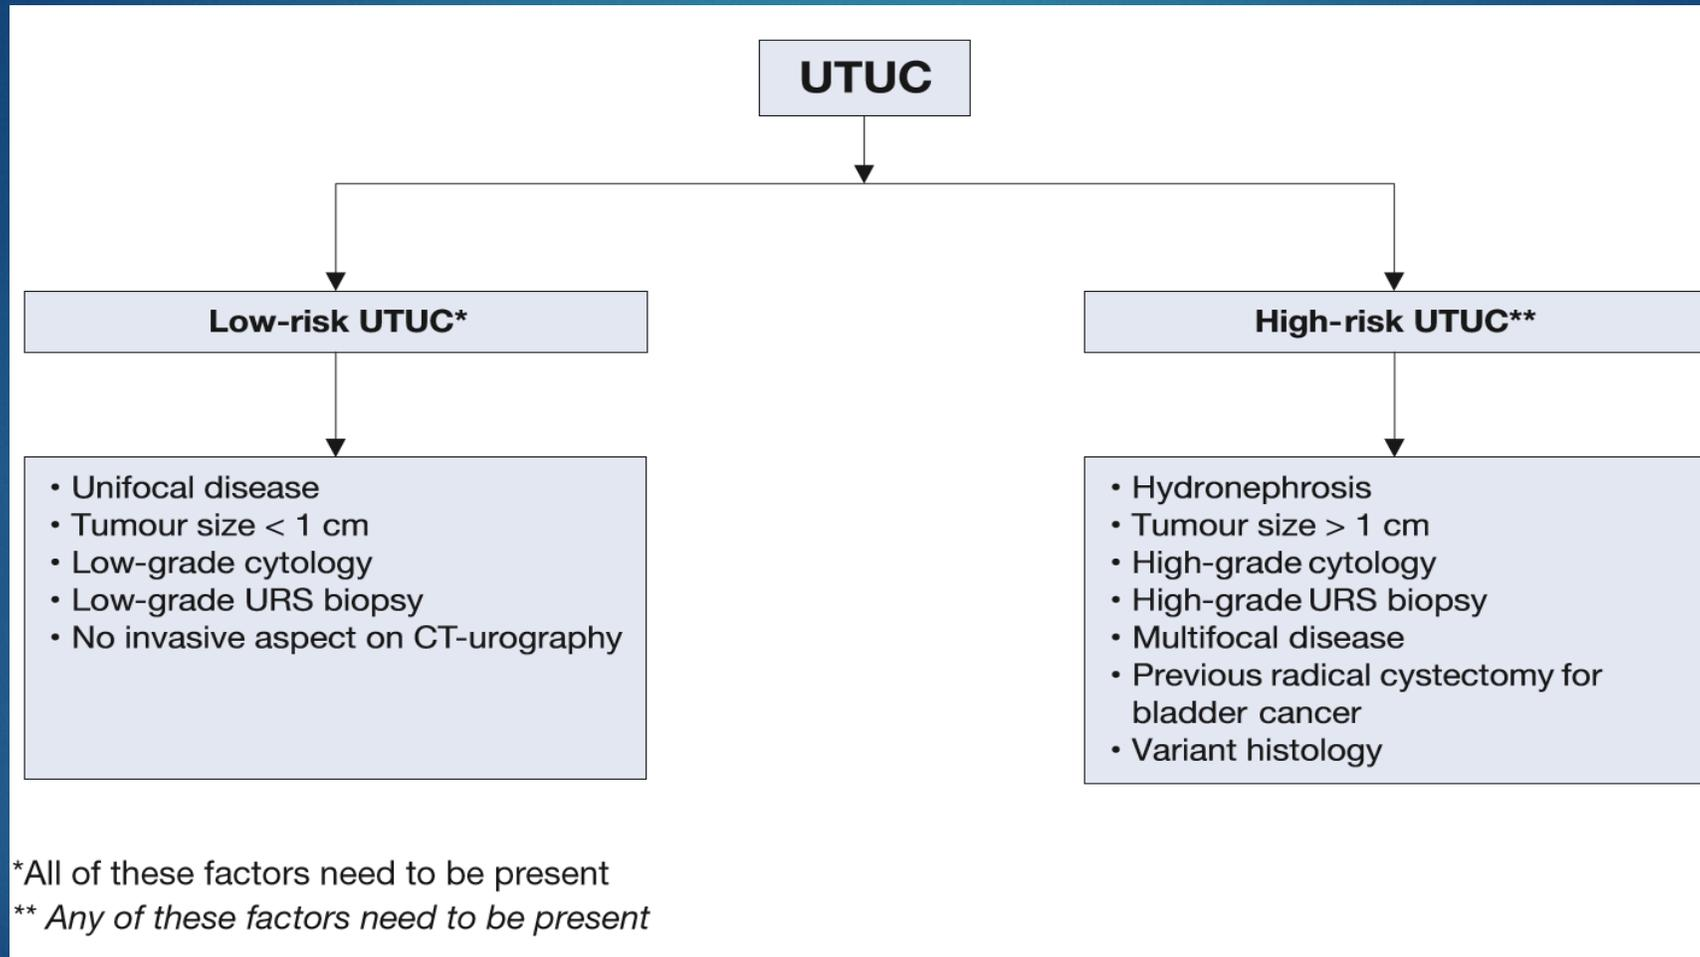 UTUC
Low-risk UTUC*
High-risk UTUC**
• Unifocal disease
• Tumour size < 1 cm
• Low-grade cytology
• Low-grade URS biopsy
• No invasive aspect on CT-urography
• Hydronephrosis
• Tumour size > 1 cm
• High-grade cytology
• High-grade URS biopsy
• Multifocal disease
• Previous radical cystectomy for
bladder cancer
• Variant histology
*All of these factors need to be present
** Any of these factors need to be present